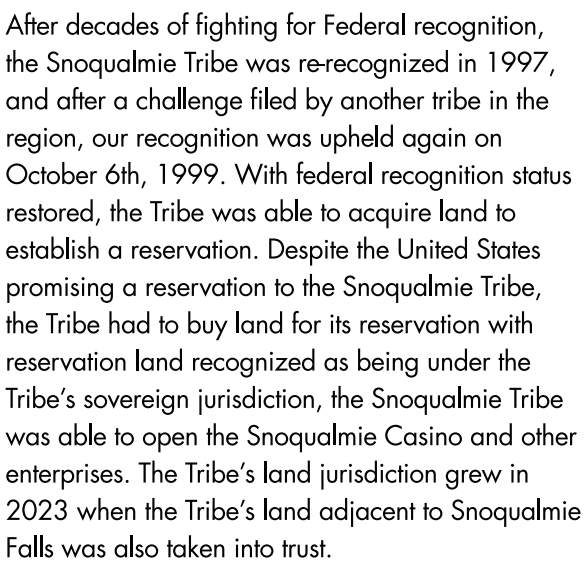 After decades of fighting for Federal recognition,
the Snoqualmie Tribe was re-recognized in 1997,
and after a challenge filed by another tribe in the
region, our recognition was upheld again on
October 6th, 1999. With federal recognition status
restored, the Tribe was able to acquire land to
establish a reservation. Despite the United States
promising a reservation to the Snoqualmie Tribe,
the Tribe had to buy land for its reservation with
reservation land recognized as being under the
Tribe’s sovereign jurisdiction, the Snoqualmie Tribe
was able to open the Snoqualmie Casino and other
enterprises. The Tribe’s land jurisdiction grew in
2023 when the Tribe’s land adjacent to Snoqualmie
Falls was also taken into trust.